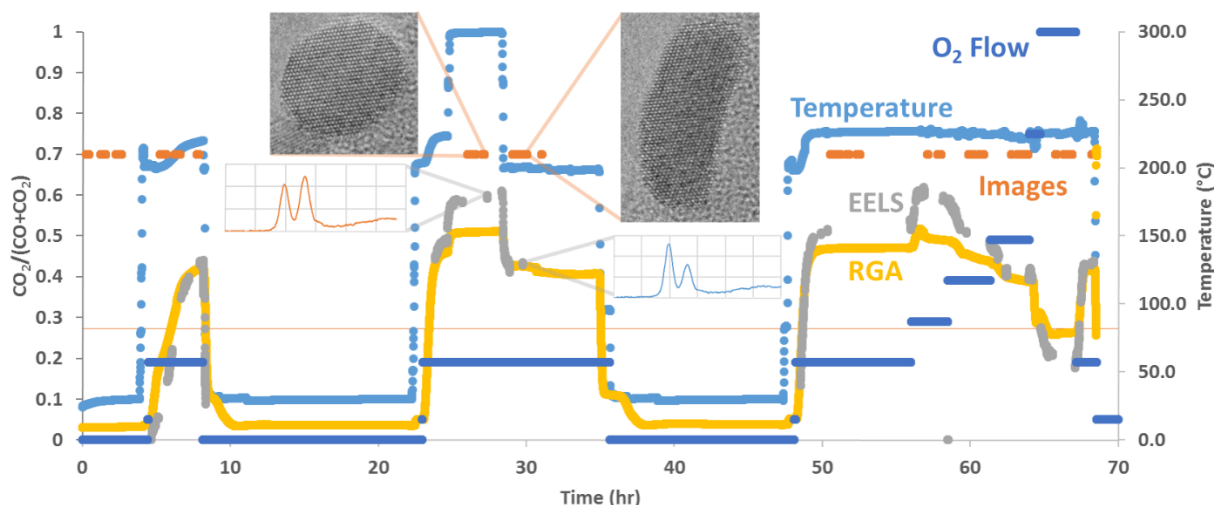 CO₂/(CO+CO₂)
1
0.9
0.8
0.7
0.6
0.5
0.4
0.3
0.2
0.1
0
O₂ Flow
Temperature
Images
EELS
RGA
300.0
250.0
200.0
150.0
100.0
50.0
0.0
Temperature (°C)
0 10 20 30 40 50 60 70
Time (hr)